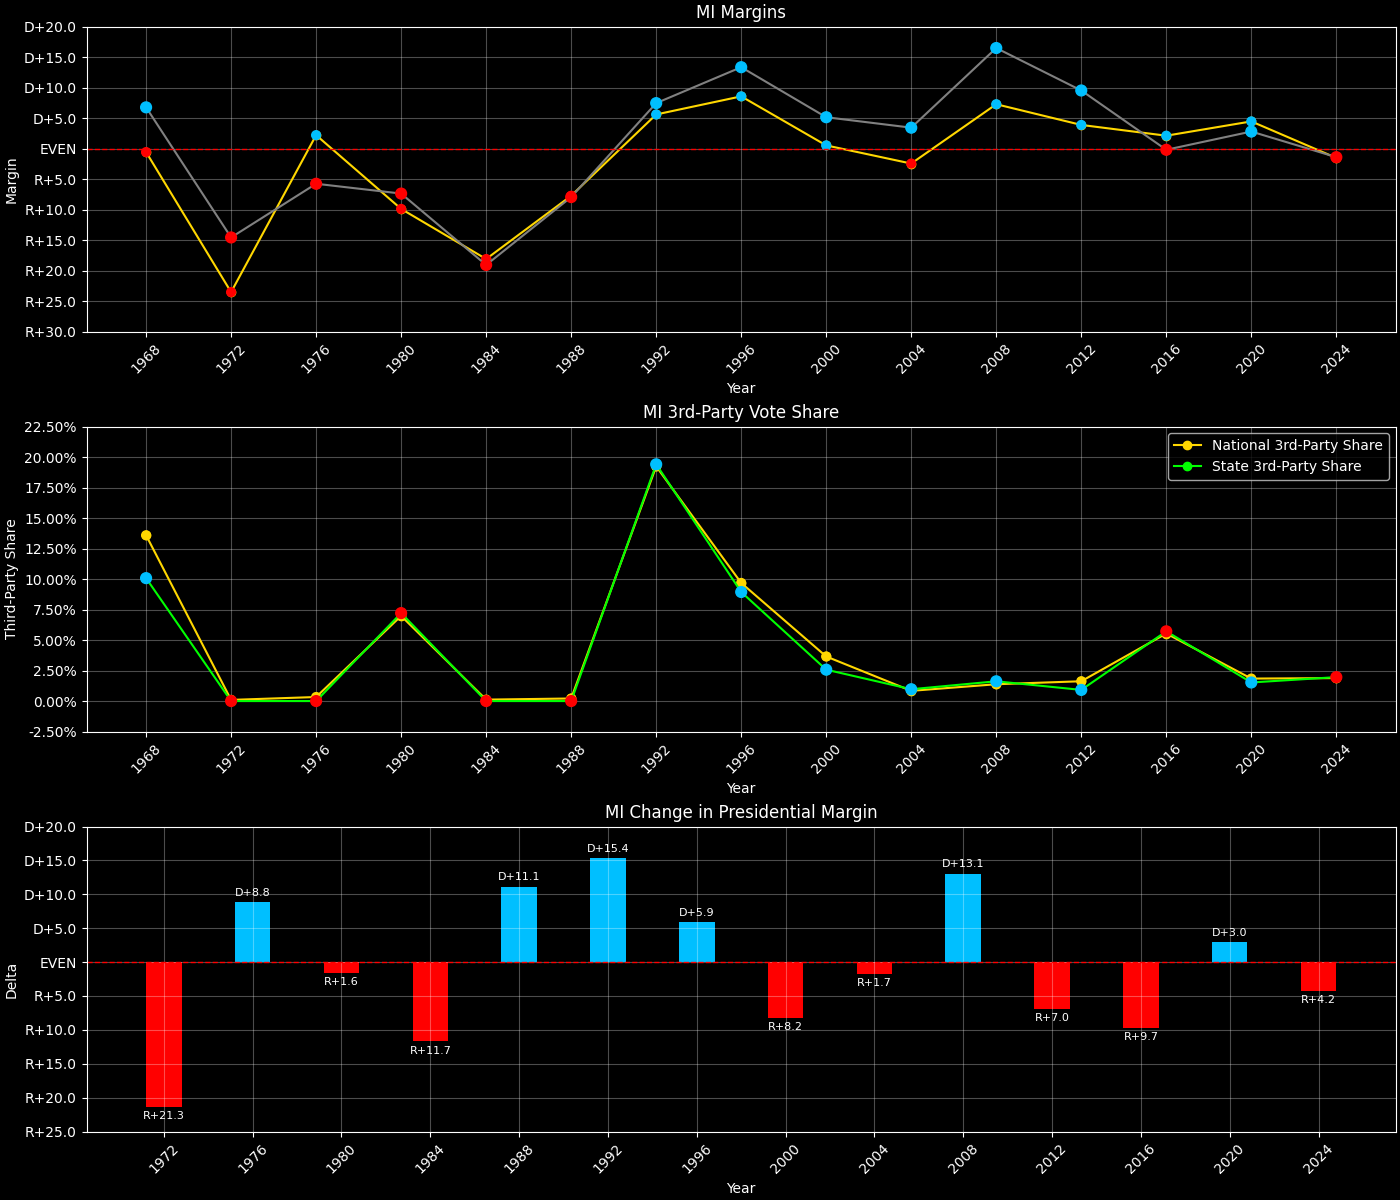 MI Margins
D+20.0
D+15.0
D+10.0
D+5.0
EVEN
R+5.0
R+10.0
R+15.0
R+20.0
R+25.0
R+30.0
Margin
1968 1972 1976 1980 1984 1988 1992 1996 2000 2004 2008 2012 2016 2020 2024
Year
MI 3rd-Party Vote Share
22.50%
20.00%
17.50%
15.00%
12.50%
10.00%
7.50%
5.00%
2.50%
0.00%
-2.50%
Third-Party Share
National 3rd-Party Share
State 3rd-Party Share
1968 1972 1976 1980 1984 1988 1992 1996 2000 2004 2008 2012 2016 2020 2024
Year
MI Change in Presidential Margin
D+20.0
D+15.0
D+10.0
D+5.0
EVEN
R+5.0
R+10.0
R+15.0
R+20.0
R+25.0
Delta
R+21.3
D+8.8
R+1.6
R+11.7
D+11.1
D+15.4
D+5.9
R+8.2
R+1.7
D+13.1
R+7.0
R+9.7
D+3.0
R+4.2
1972 1976 1980 1984 1988 1992 1996 2000 2004 2008 2012 2016 2020 2024
Year